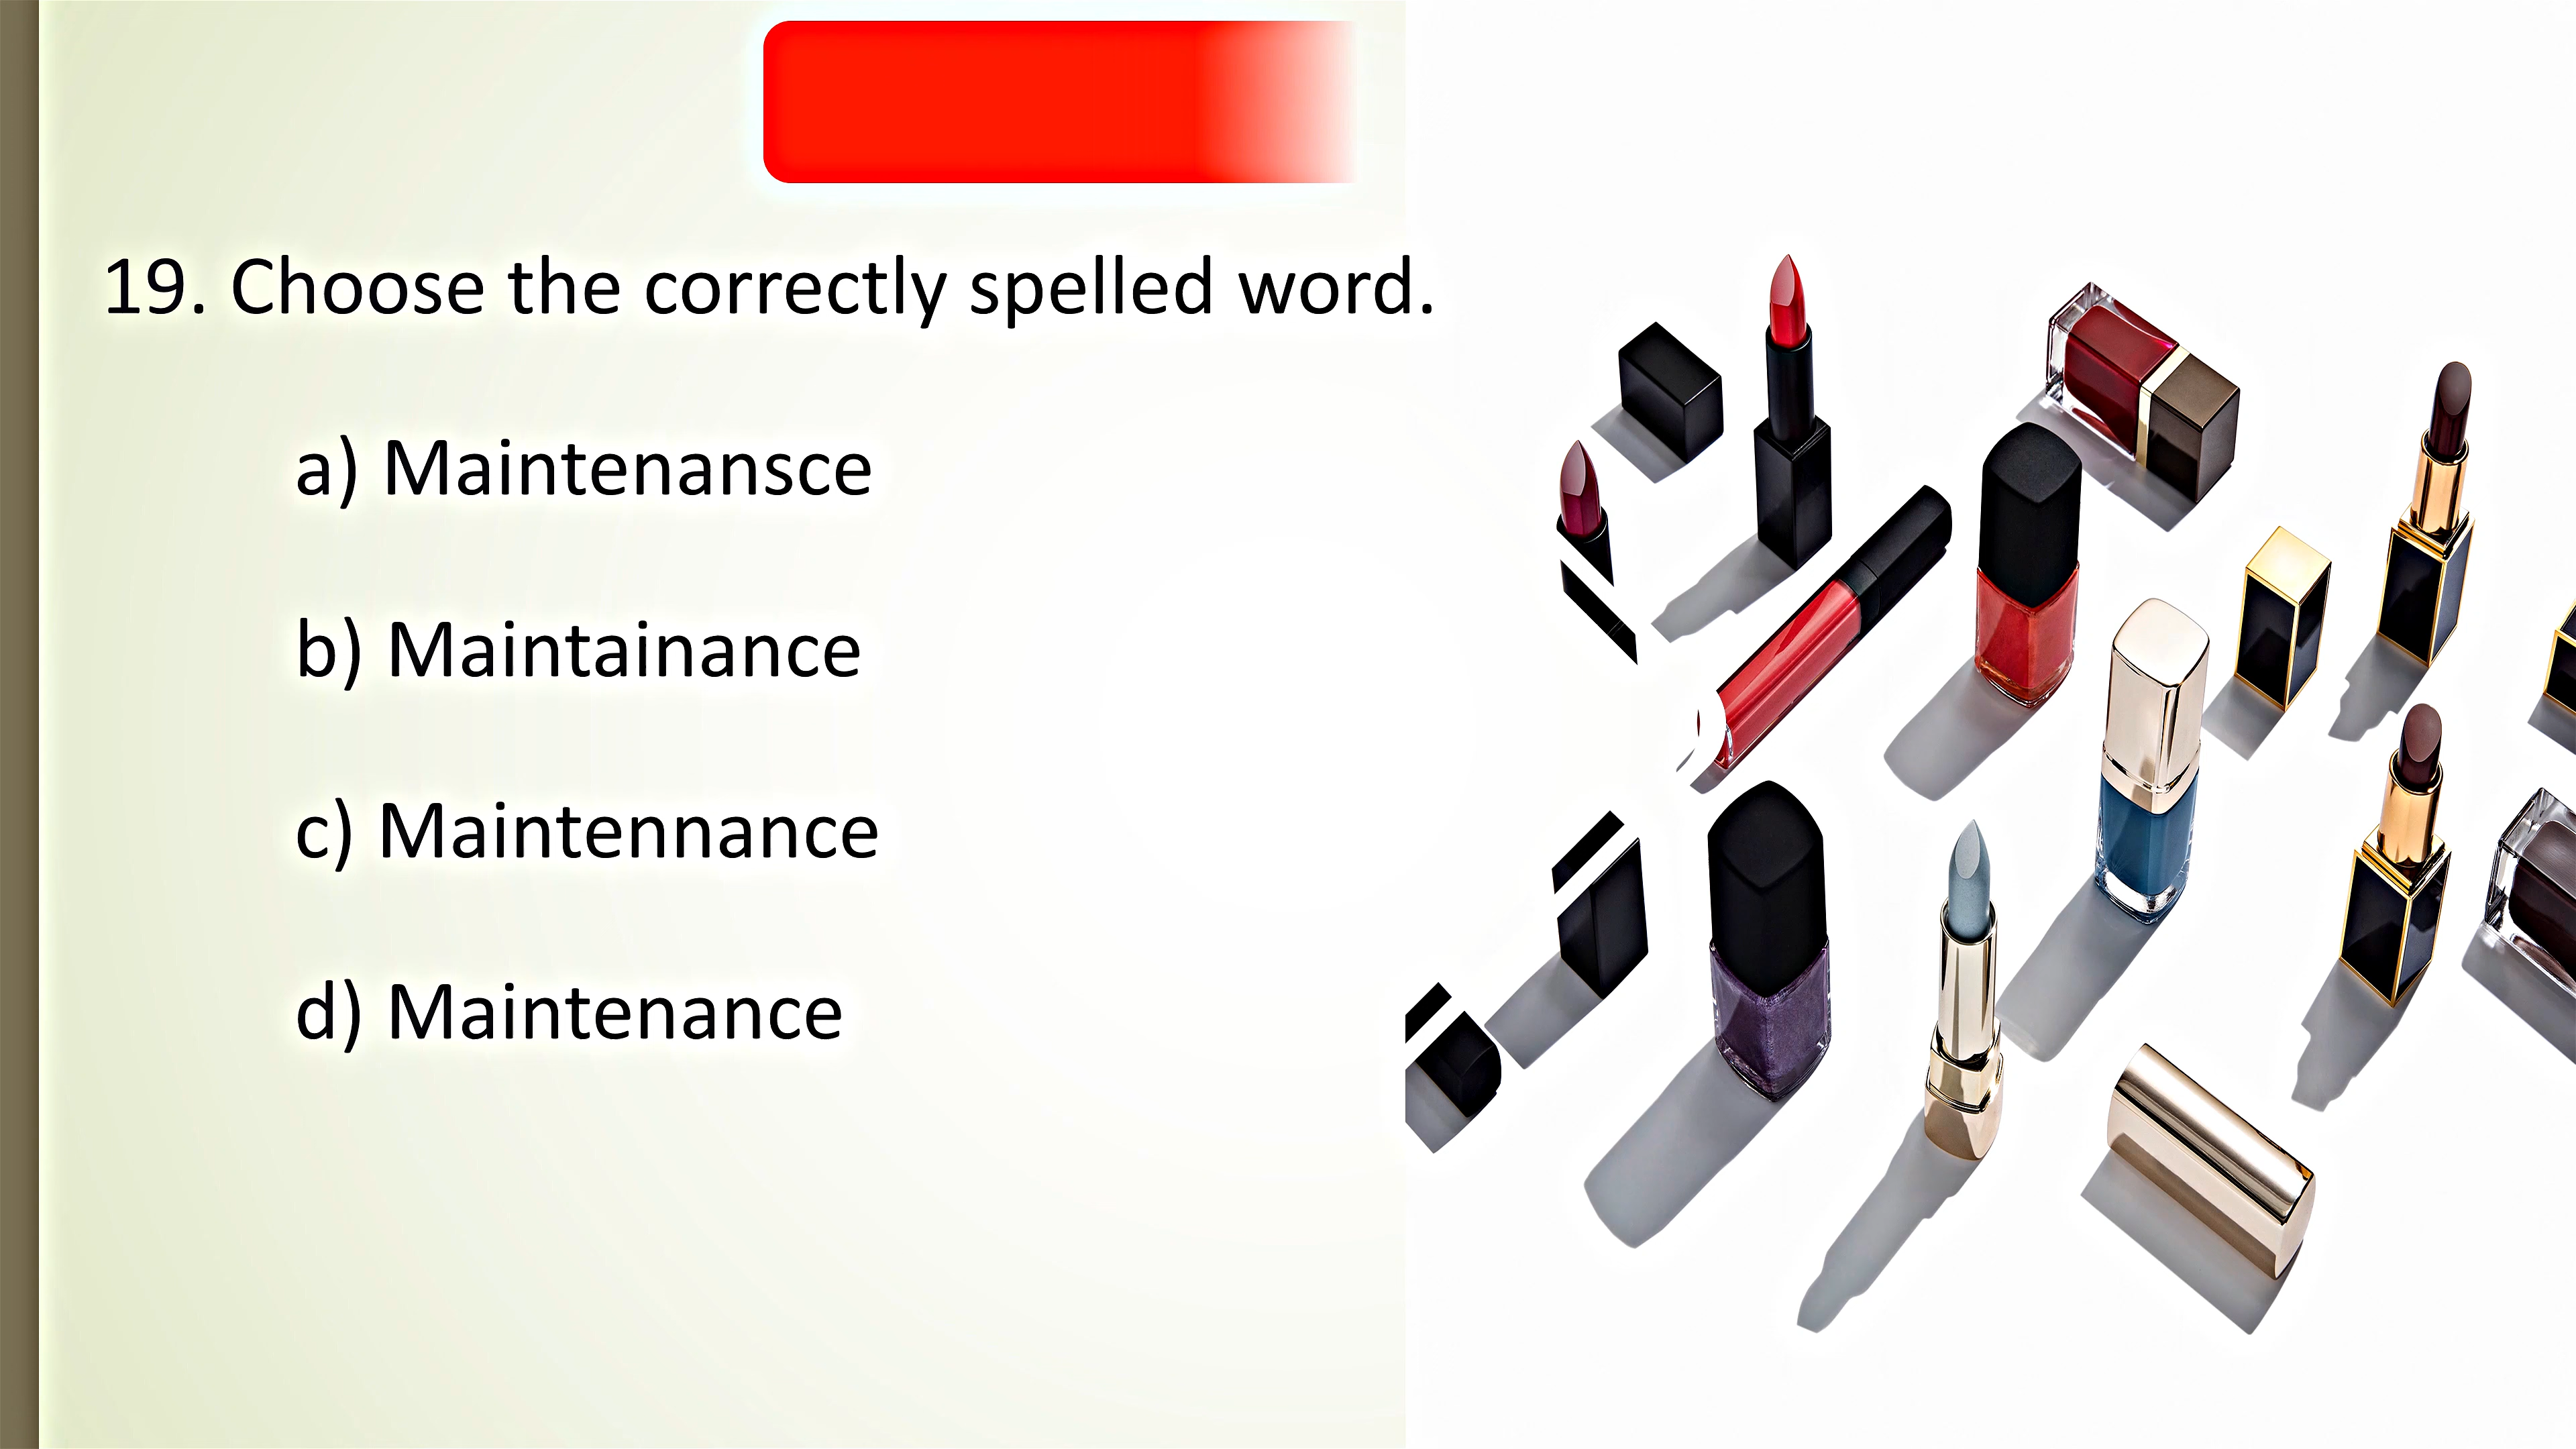 19. Choose the correctly spelled word.
a) Maintenansce
b) Maintainance
c) Maintennance
d) Maintenance